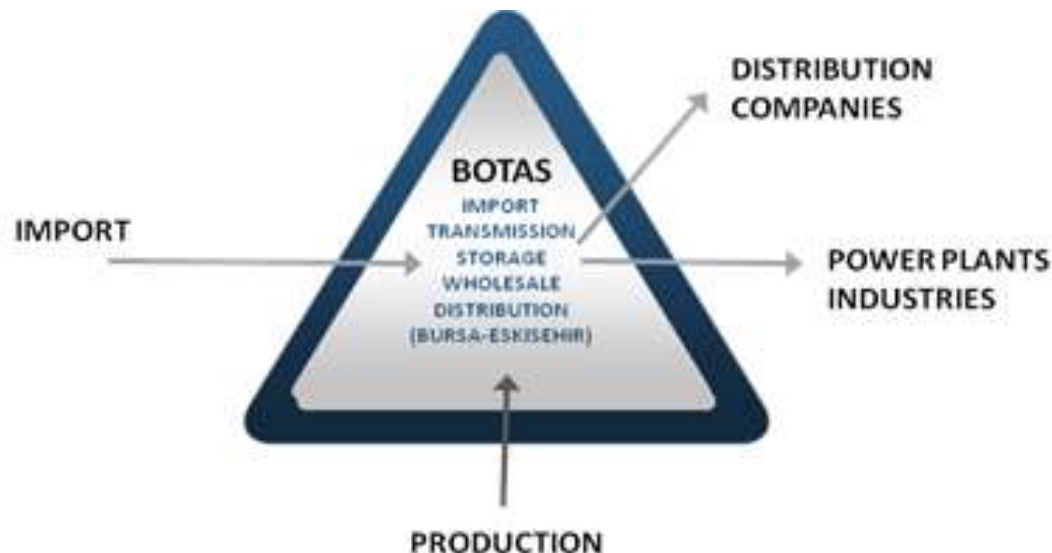 DISTRIBUTION
COMPANIES
BOTAS
IMPORT
TRANSMISSION
STORAGE
WHOLESALE
DISTRIBUTION
(BURSA-ESKISEHIR)
IMPORT
POWER PLANTS
INDUSTRIES
PRODUCTION